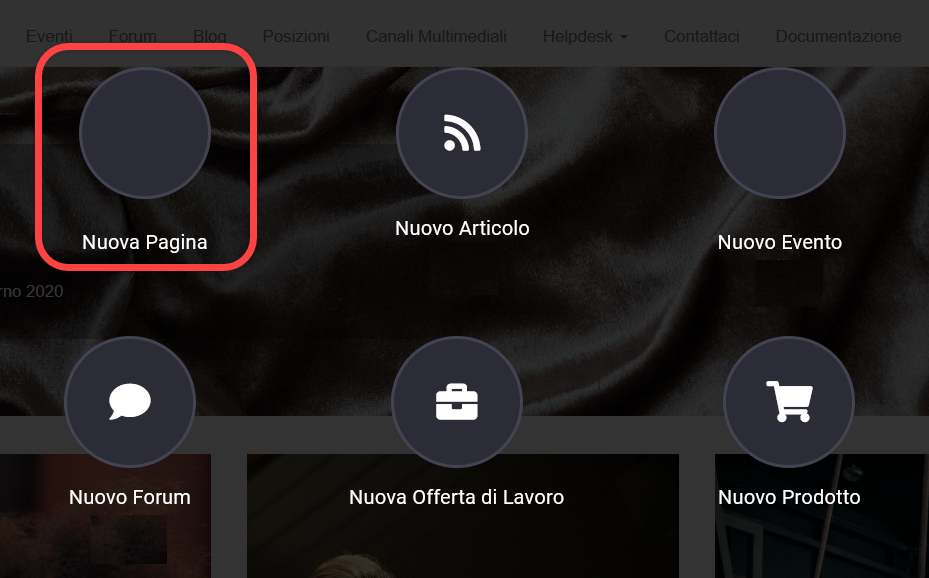 Eventi Forum Blog Posizioni Canali Multimediali Helpdesk Contattaci Documentazione
Nuova Pagina Nuovo Articolo Nuovo Evento
rno 2020
Nuovo Forum Nuova Offerta di Lavoro Nuovo Prodotto